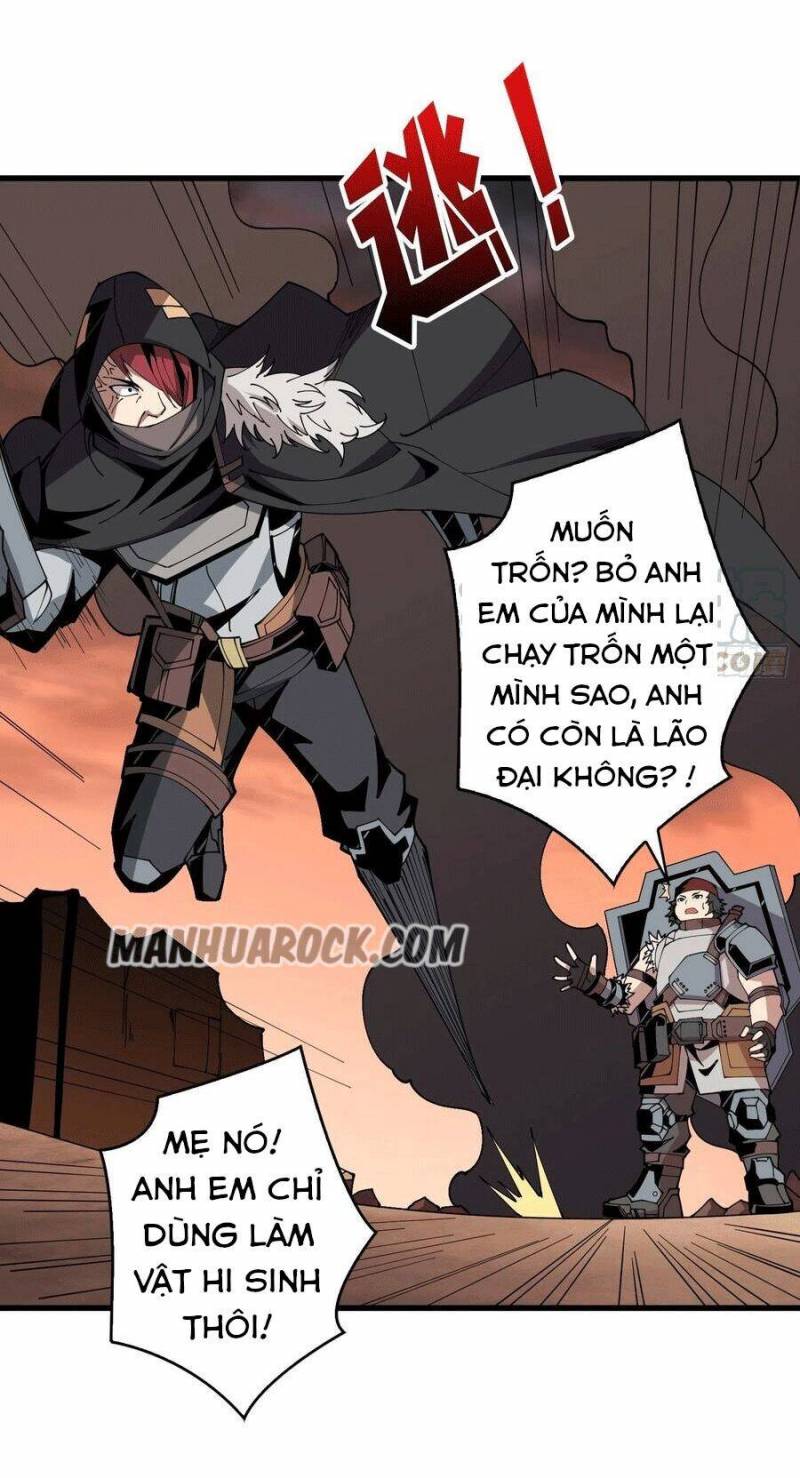 逃!
MUỐN
TRỐN? BỎ ANH
EM CỦA MÌNH LẠI
CHẠY TRỐN MỘT
MÌNH SAO, ANH
CÓ CÒN LÀ LÃO
ĐẠI KHÔNG?!
MANHUAROCK.COM
MẸ NÓ!
ANH EM CHỈ
DÙNG LÀM
VẬT HI SINH
THÔI!